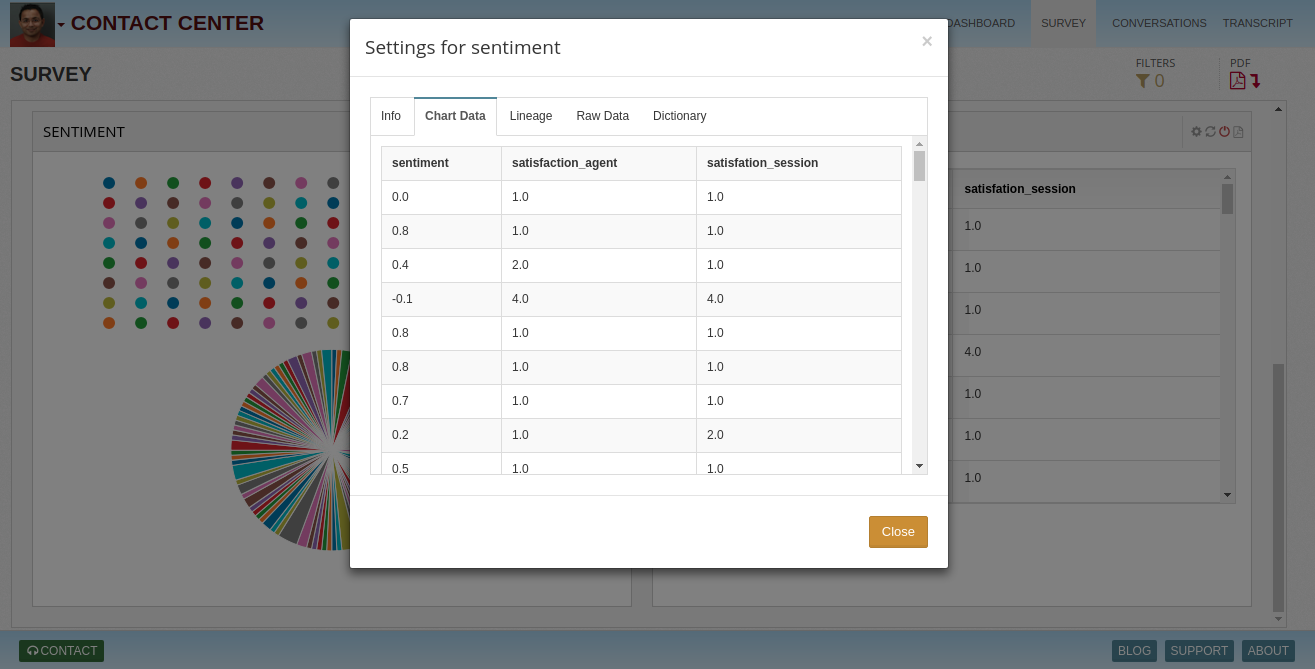 CONTACT CENTER
DASHBOARD
SURVEY
CONVERSATIONS
TRANSCRIPT
SURVEY
FILTERS
0
PDF
SENTIMENT
Settings for sentiment
×
Info
Chart Data
Lineage
Raw Data
Dictionary
sentiment satisfaction_agent satisfation_session
0.0 1.0 1.0
0.8 1.0 1.0
0.4 2.0 1.0
-0.1 4.0 4.0
0.8 1.0 1.0
0.8 1.0 1.0
0.7 1.0 1.0
0.2 1.0 2.0
0.5 1.0 1.0
Close
satisfation_session
1.0
1.0
1.0
4.0
1.0
1.0
1.0
CONTACT
BLOG
SUPPORT
ABOUT